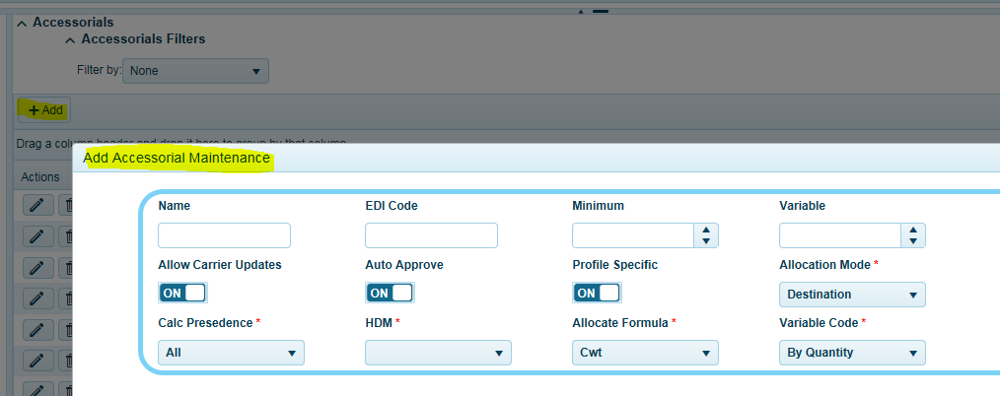 Accessorials
Accessorials Filters
Filter by: None
+ Add
Drag a column header and drop it here to group by that column
Add Accessorial Maintenance
Actions
Name EDI Code Minimum Variable
Allow Carrier Updates Auto Approve Profile Specific Allocation Mode *
ON ON ON Destination
Calc Presedence * HDM * Allocate Formula * Variable Code *
All Cwt By Quantity